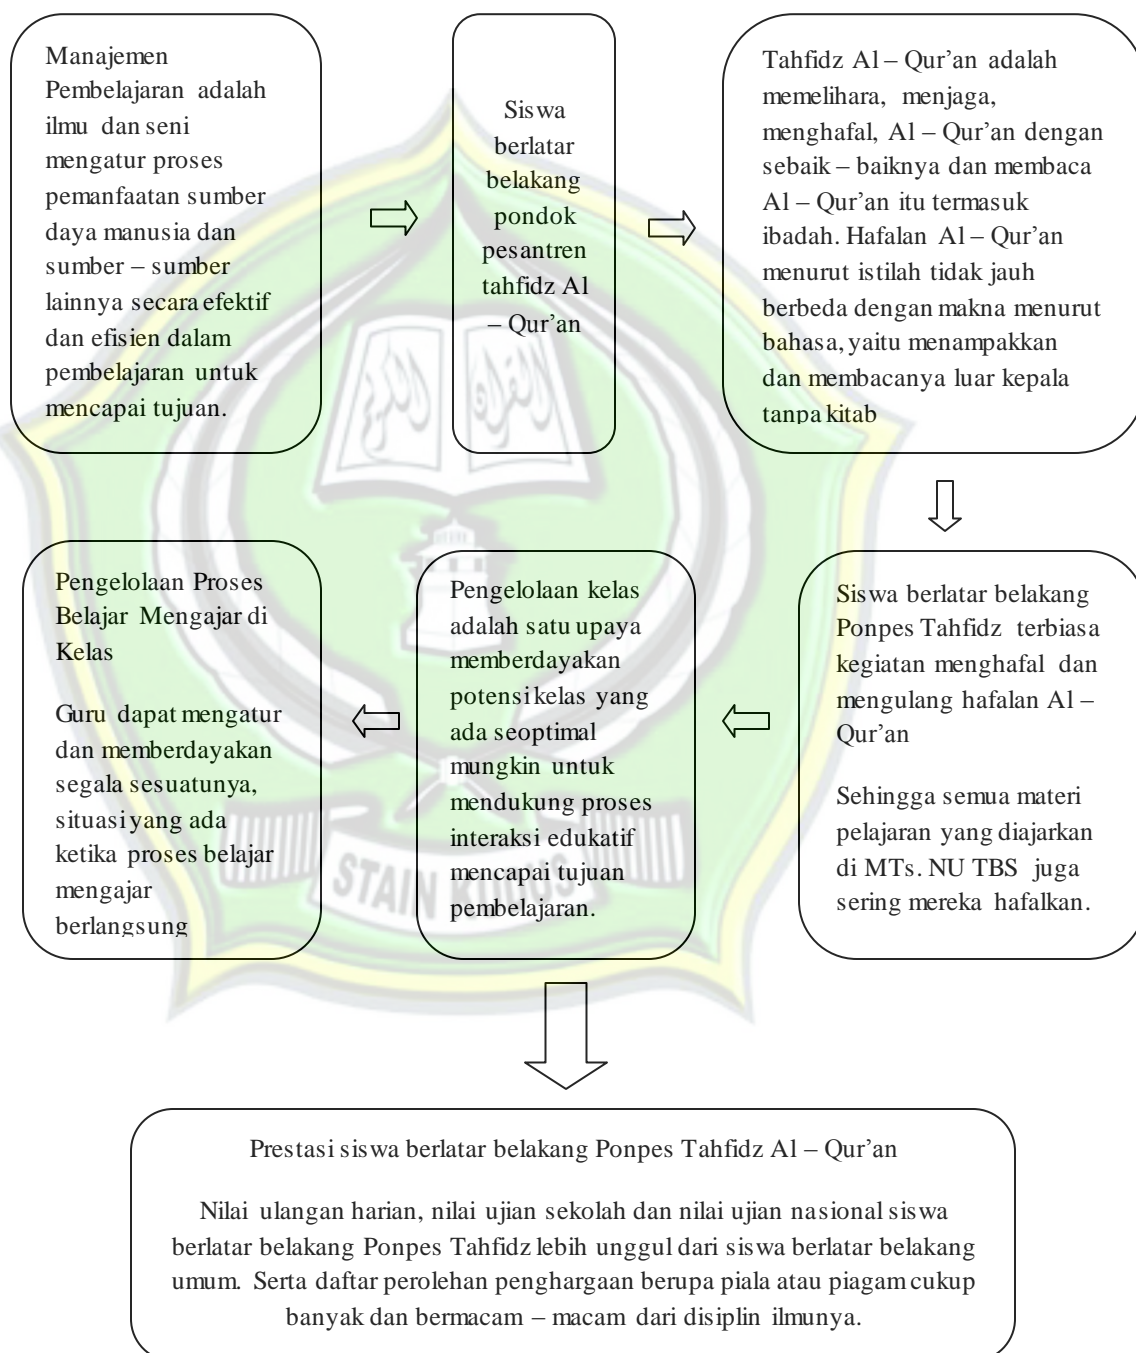 Manajemen
Pembelajaran adalah
ilmu dan seni
mengatur proses
pemanfaatan sumber
daya manusia dan
sumber – sumber
lainnya secara efektif
dan efisien dalam
pembelajaran untuk
mencapai tujuan.
Siswa
berlatar
belakang
pondok
pesantren
tahfidz Al
– Qur’an
Tahfidz Al – Qur’an adalah
memelihara, menjaga,
menghafal, Al – Qur’an dengan
sebaik – baiknya dan membaca
Al – Qur’an itu termasuk
ibadah. Hafalan Al – Qur’an
menurut istilah tidak jauh
berbeda dengan makna menurut
bahasa, yaitu menampakkan
dan membacanya luar kepala
tanpa kitab
Siswa berlatar belakang
Ponpes Tahfidz terbiasa
kegiatan menghafal dan
mengulang hafalan Al –
Qur’an
Sehingga semua materi
pelajaran yang diajarkan
di MTs. NU TBS juga
sering mereka hafalkan.
Pengelolaan kelas
adalah satu upaya
memberdayakan
potensi kelas yang
ada seoptimal
mungkin untuk
mendukung proses
interaksi edukatif
mencapai tujuan
pembelajaran.
Pengelolaan Proses
Belajar Mengajar di
Kelas
Guru dapat mengatur
dan memberdayakan
segala sesuatunya,
situasi yang ada
ketika proses belajar
mengajar
berlangsung
STAIN KUDUS
Prestasi siswa berlatar belakang Ponpes Tahfidz Al – Qur’an
Nilai ulangan harian, nilai ujian sekolah dan nilai ujian nasional siswa
berlatar belakang Ponpes Tahfidz lebih unggul dari siswa berlatar belakang
umum. Serta daftar perolehan penghargaan berupa piala atau piagam cukup
banyak dan bermacam – macam dari disiplin ilmunya.